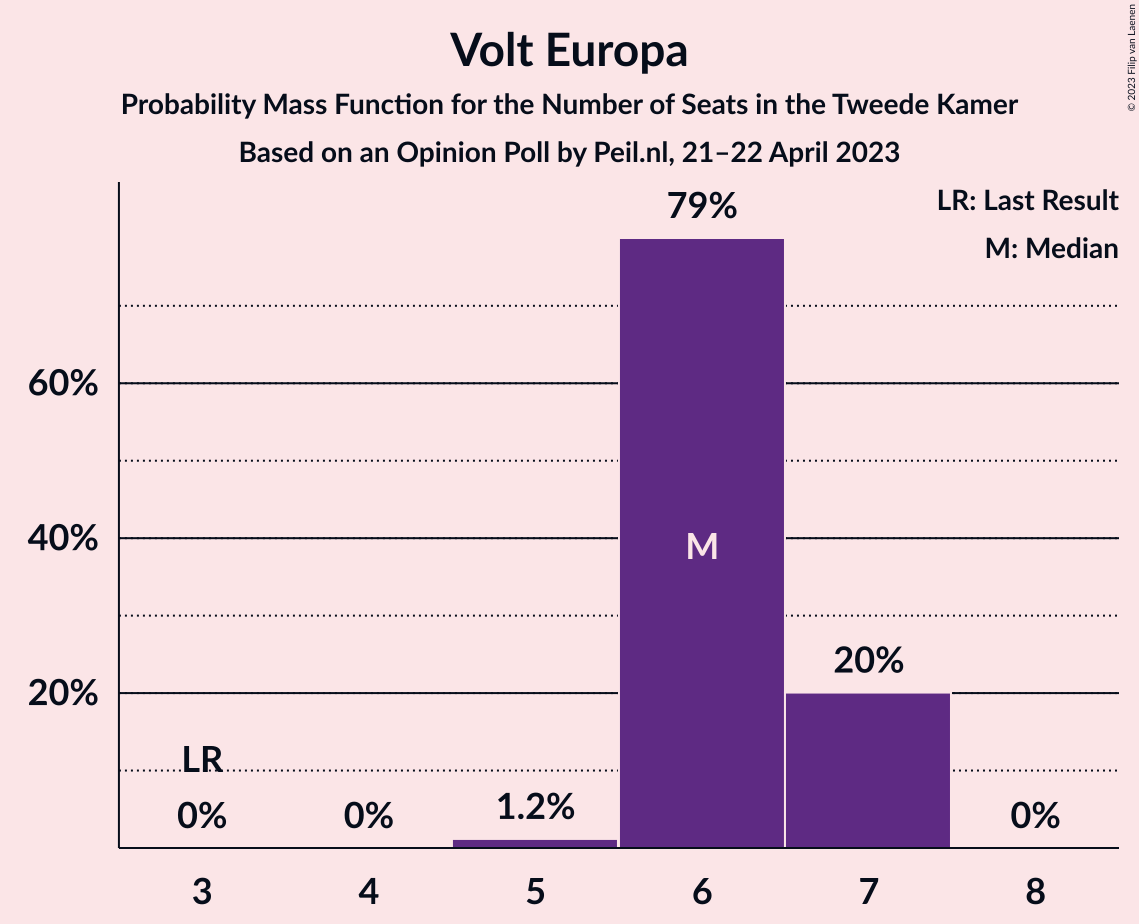 Volt Europa
Probability Mass Function for the Number of Seats in the Tweede Kamer
Based on an Opinion Poll by Peil.nl, 21–22 April 2023
© 2023 Filip van Laenen
LR: Last Result
M: Median
79%
60%
40%
20%
M
20%
LR
0%
0%
1.2%
0%
3
4
5
6
7
8